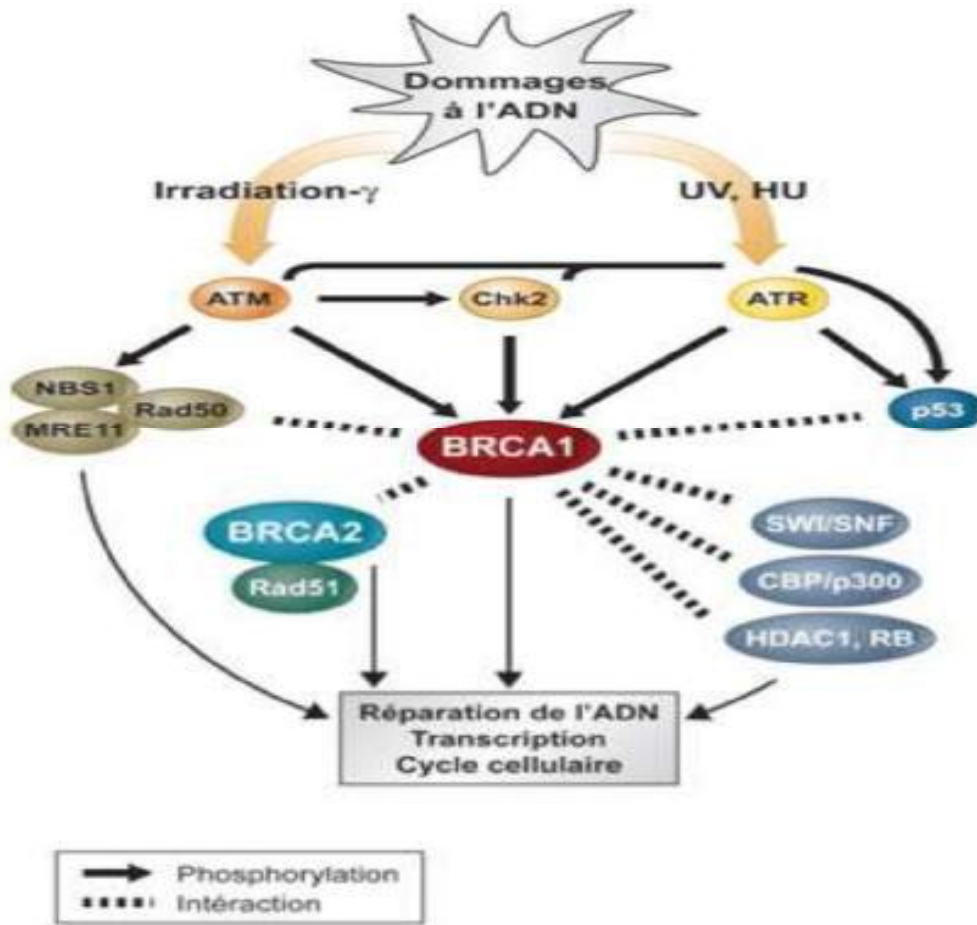 Dommages
à l'ADN
Irradiation-γ
UV, HU
ATM
Chk2
ATR
NBS1
Rad50
MRE11
p53
BRCA1
BRCA2
Rad51
SWI/SNF
CBP/p300
HDAC1, RB
Réparation de l'ADN
Transcription
Cycle cellulaire
Phosphorylation
Intéraction